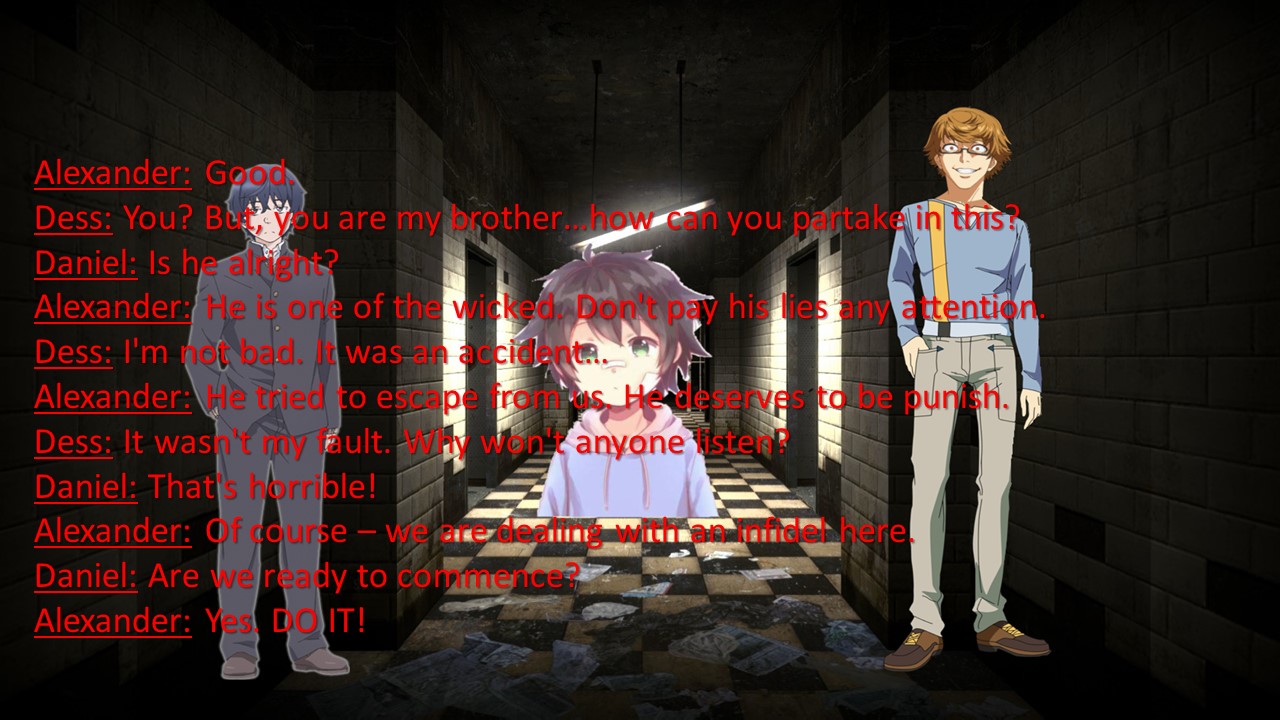 Alexander: Good.
Dess: You? But, you are my brother...how can you partake in this?
Daniel: Is he alright?
Alexander: He is one of the wicked. Don't pay his lies any attention.
Dess: I'm not bad. It was an accident...
Alexander: He tried to escape from us. He deserves to be punish.
Dess: It wasn't my fault. Why won't anyone listen?
Daniel: That's horrible!
Alexander: Of course – we are dealing with an infidel here.
Daniel: Are we ready to commence?
Alexander: Yes. DO IT!